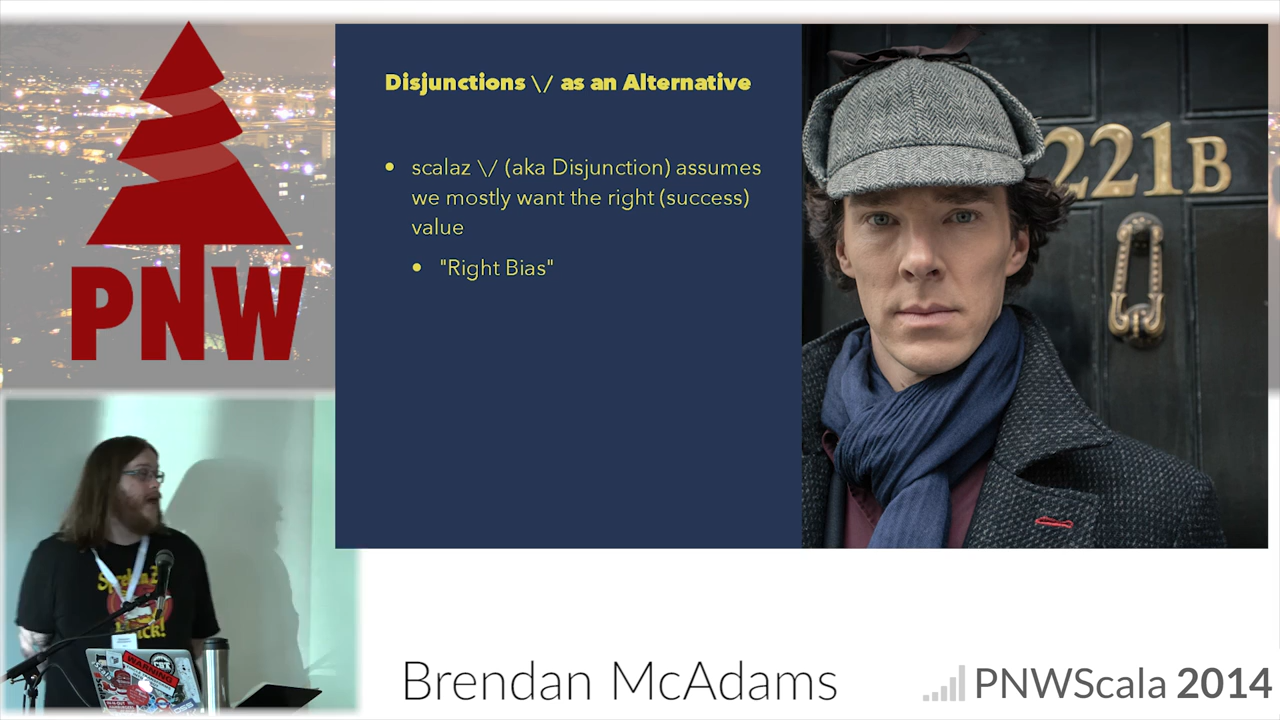 PNW
Disjunctions \/ as an Alternative
• scalaz \/ (aka Disjunction) assumes
we mostly want the right (success)
value
• "Right Bias"
221B
WARNING
Brendan McAdams
PNWScala 2014